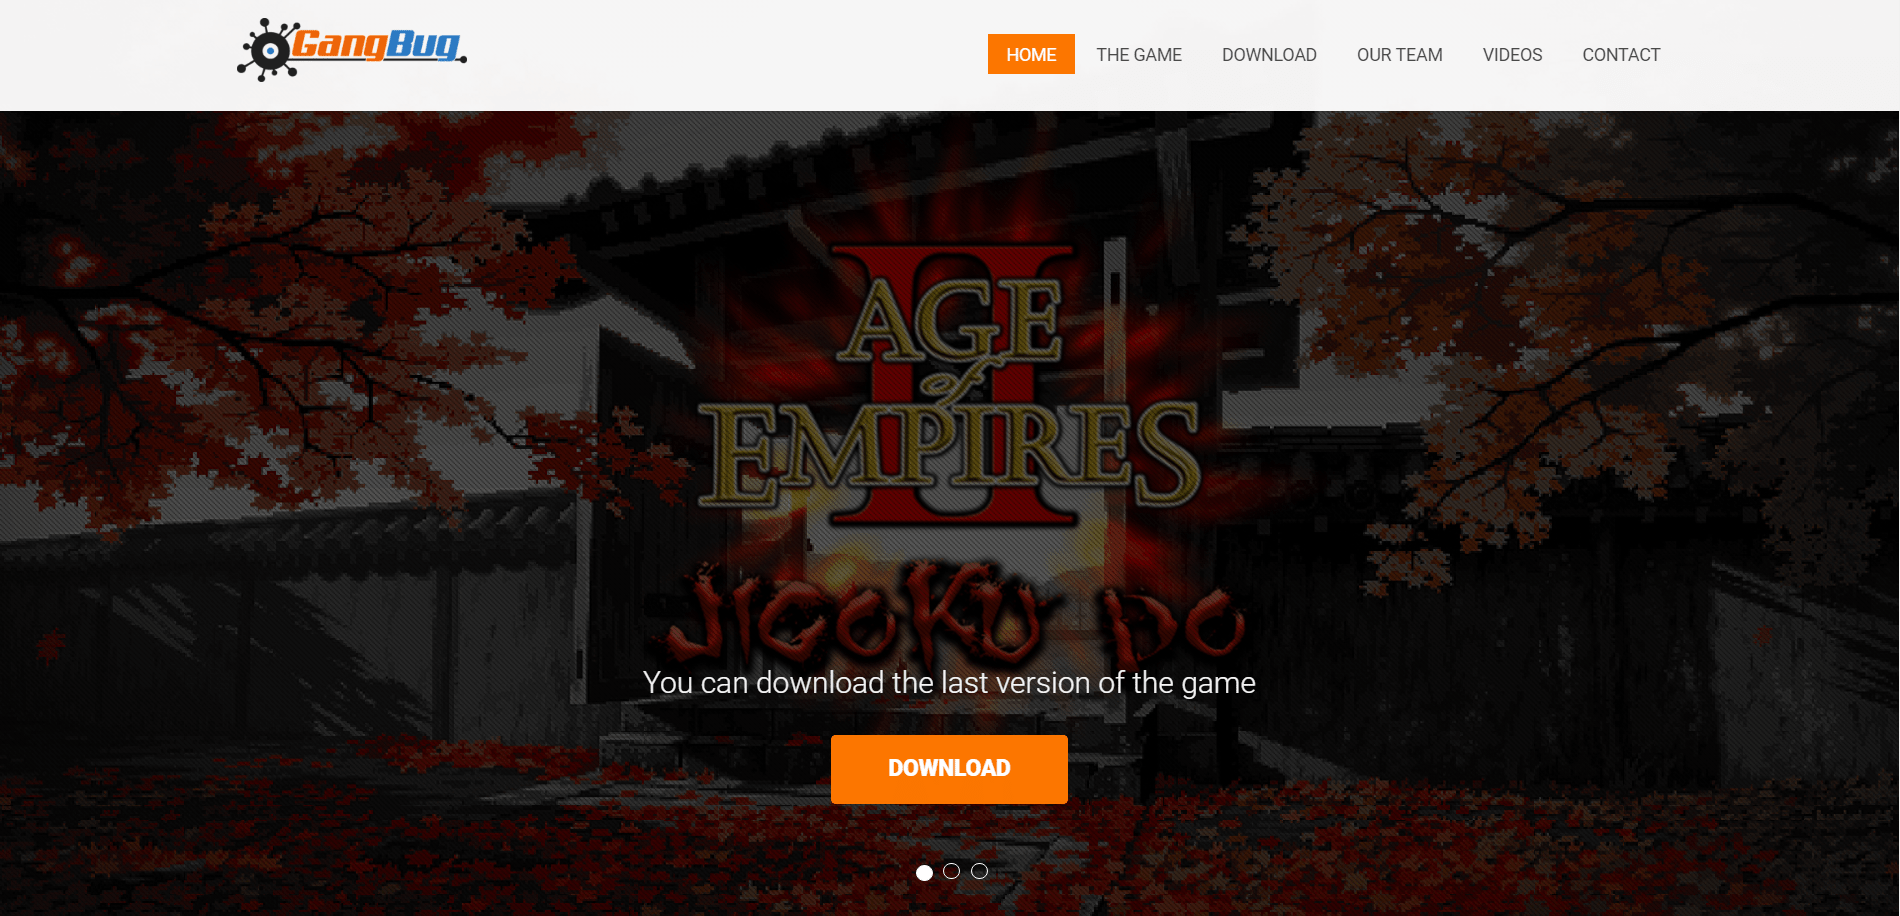 GangBug
HOME THE GAME DOWNLOAD OUR TEAM VIDEOS CONTACT
II
AGE
of
EMPIRES
JIGOKU DO
You can download the last version of the game
DOWNLOAD